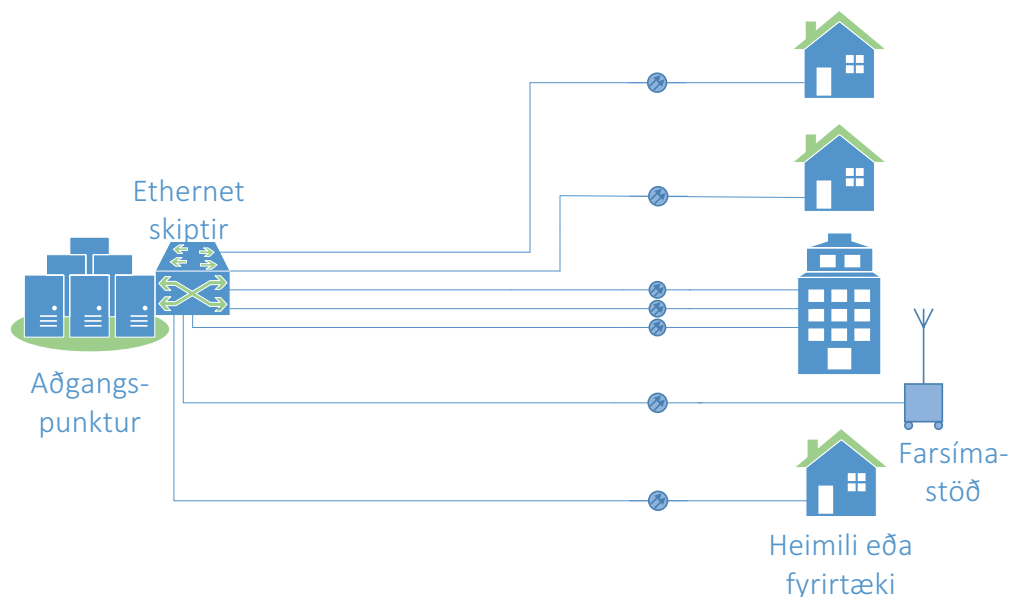 Ethernet
skiptir
Aðgangs-
punktur
Farsíma-
stöð
Heimili eða
fyrirtæki